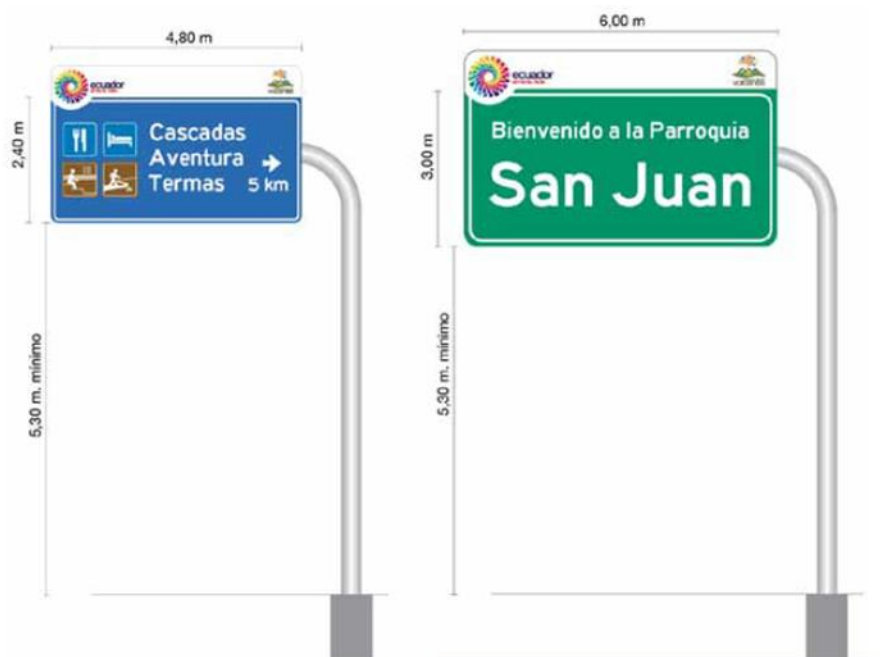 4,80 m
ecuador
2,40 m
Cascadas
Aventura
Termas 5 km
5,30 m. mínimo
6,00 m
ecuador
3,00 m
Bienvenido a la Parroquia
San Juan
5,30 m. mínimo